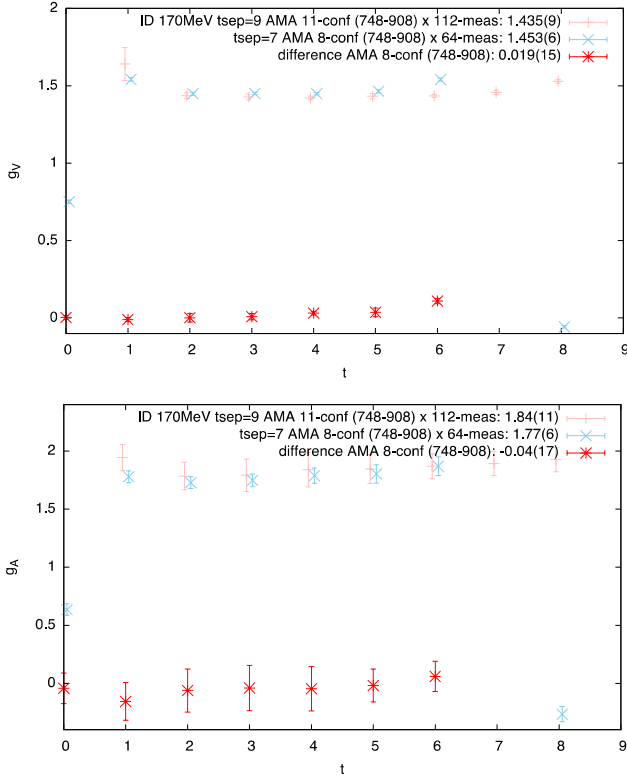 ID 170MeV tsep=9 AMA 11-conf (748-908) x 112-meas: 1.435(9)
tsep=7 AMA 8-conf (748-908) x 64-meas: 1.453(6)
difference AMA 8-conf (748-908): 0.019(15)
2
1.5
1
0.5
0
gV
0 1 2 3 4 5 6 7 8 9
t
ID 170MeV tsep=9 AMA 11-conf (748-908) x 112-meas: 1.84(11)
tsep=7 AMA 8-conf (748-908) x 64-meas: 1.77(6)
difference AMA 8-conf (748-908): -0.04(17)
2
1.5
1
0.5
0
gA
0 1 2 3 4 5 6 7 8 9
t